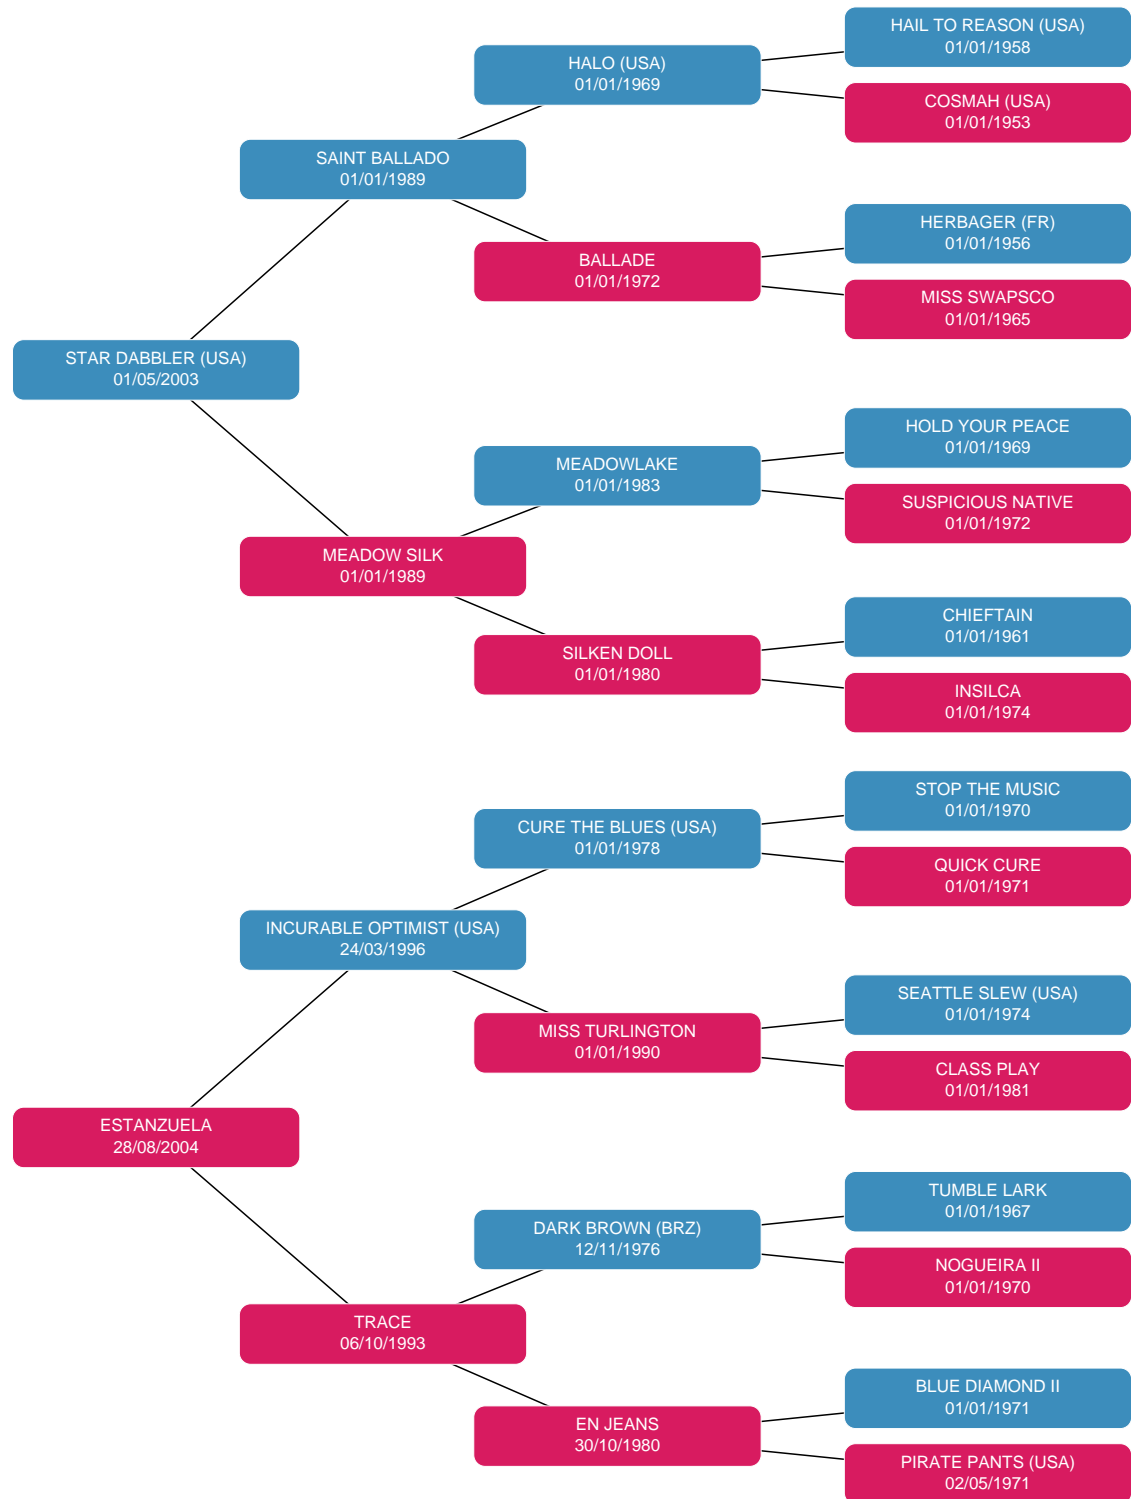 HAIL TO REASON (USA)
01/01/1958
HALO (USA)
01/01/1969
COSMAH (USA)
01/01/1953
SAINT BALLADO
01/01/1989
HERBAGER (FR)
01/01/1956
BALLADE
01/01/1972
MISS SWAPSCO
01/01/1965
STAR DABBLER (USA)
01/05/2003
HOLD YOUR PEACE
01/01/1969
MEADOWLAKE
01/01/1983
SUSPICIOUS NATIVE
01/01/1972
MEADOW SILK
01/01/1989
CHIEFTAIN
01/01/1961
SILKEN DOLL
01/01/1980
INSILCA
01/01/1974
STOP THE MUSIC
01/01/1970
CURE THE BLUES (USA)
01/01/1978
QUICK CURE
01/01/1971
INCURABLE OPTIMIST (USA)
24/03/1996
SEATTLE SLEW (USA)
01/01/1974
MISS TURLINGTON
01/01/1990
CLASS PLAY
01/01/1981
ESTANZUELA
28/08/2004
TUMBLE LARK
01/01/1967
DARK BROWN (BRZ)
12/11/1976
NOGUEIRA II
01/01/1970
TRACE
06/10/1993
BLUE DIAMOND II
01/01/1971
EN JEANS
30/10/1980
PIRATE PANTS (USA)
02/05/1971